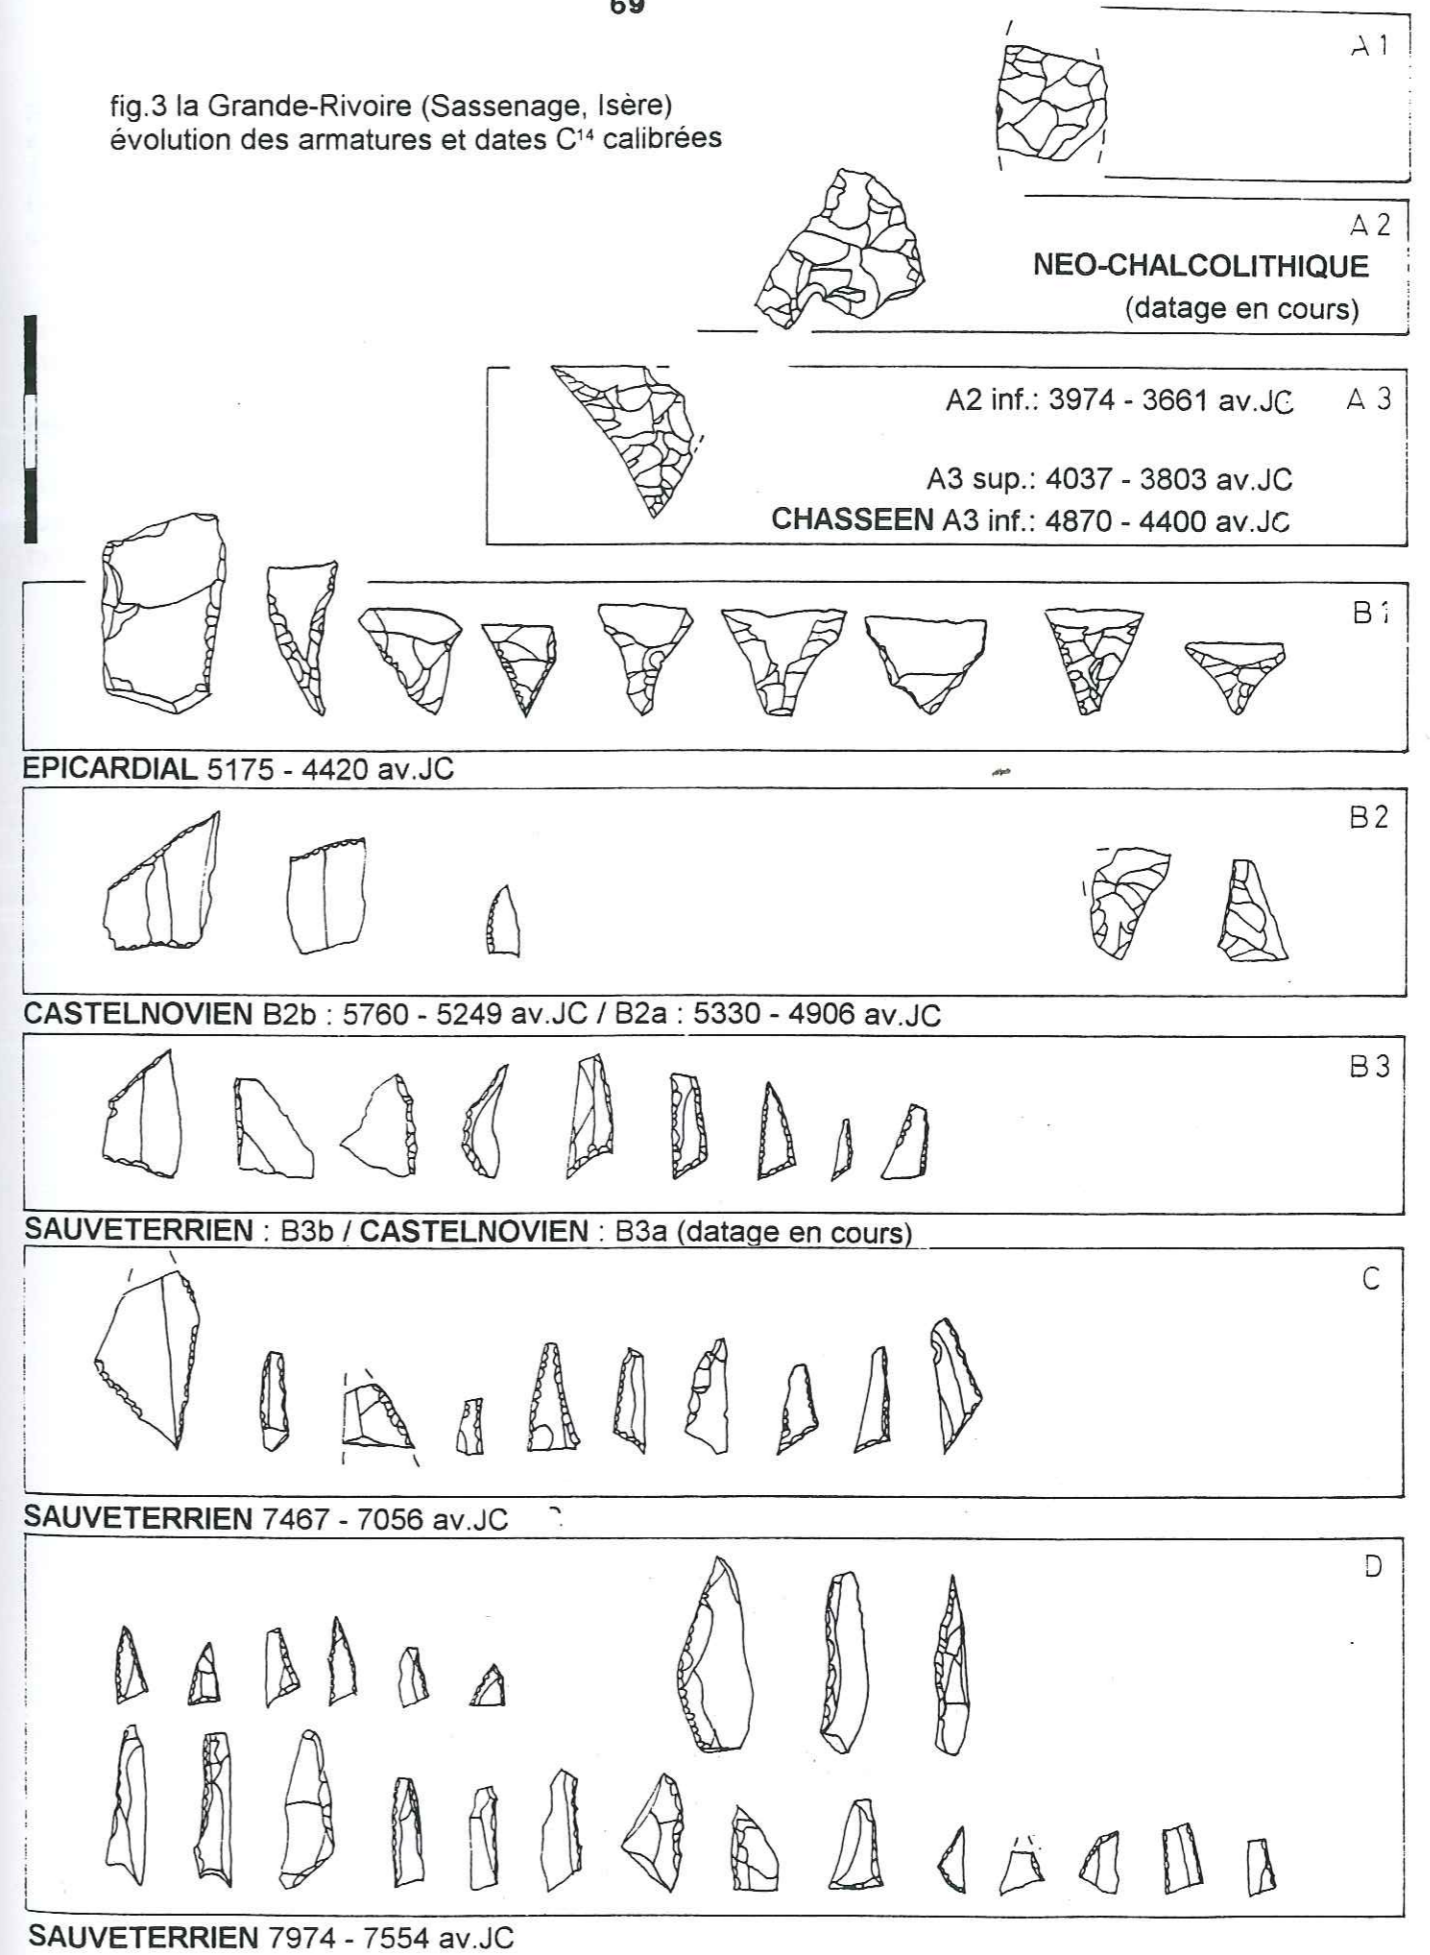 69
fig.3 la Grande-Rivoire (Sassenage, Isère)
évolution des armatures et dates C¹⁴ calibrées
A 1
A 2
NEO-CHALCOLITHIQUE
(datage en cours)
A2 inf.: 3974 - 3661 av.JC
A 3
A3 sup.: 4037 - 3803 av.JC
CHASSEEN A3 inf.: 4870 - 4400 av.JC
B 1
EPICARDIAL 5175 - 4420 av.JC
B 2
CASTELNOVIEN B2b : 5760 - 5249 av.JC / B2a : 5330 - 4906 av.JC
B 3
SAUVETERRIEN : B3b / CASTELNOVIEN : B3a (datage en cours)
C
SAUVETERRIEN 7467 - 7056 av.JC
D
SAUVETERRIEN 7974 - 7554 av.JC